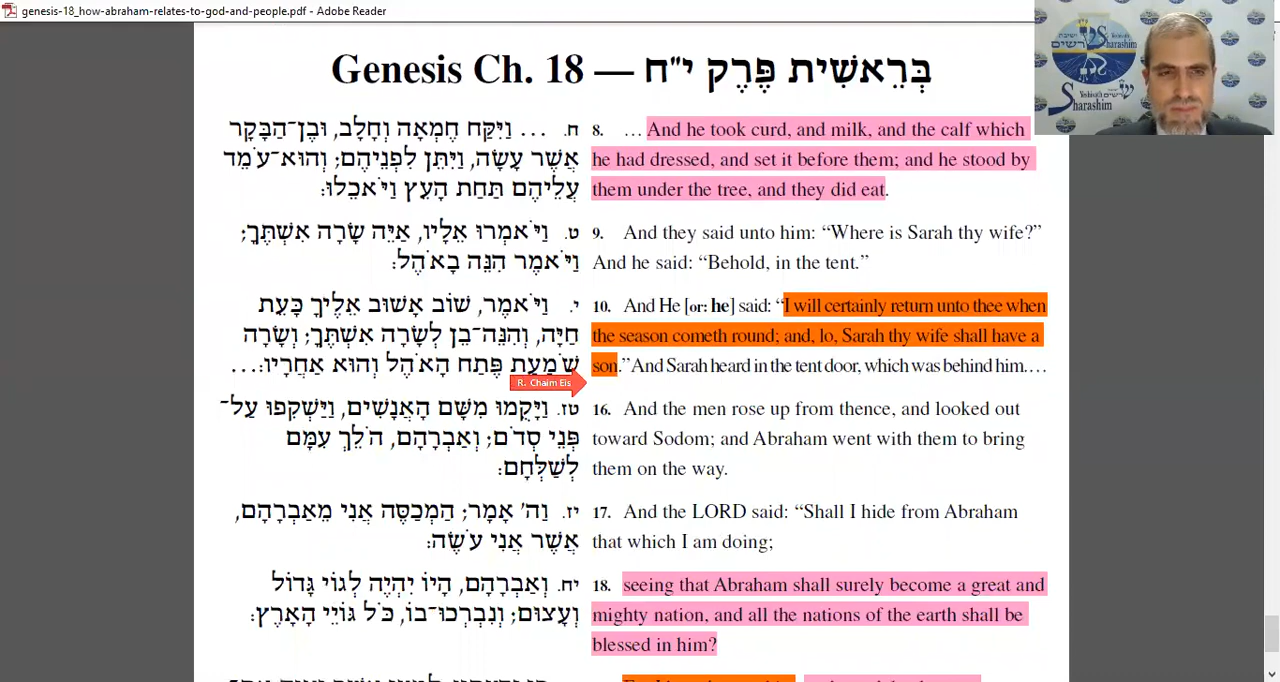 genesis-18_how-abraham-relates-to-god-and-people.pdf - Adobe Reader
Genesis Ch. 18 — בְּרֵאשִׁית פֶּרֶק י״ח
ח. … וַיִּקַּח חֶמְאָה וְחָלָב, וּבֶן־הַבָּקָר
אֲשֶׁר עָשָׂה, וַיִּתֵּן לִפְנֵיהֶם; וְהוּא־עֹמֵד
עֲלֵיהֶם תַּחַת הָעֵץ וַיֹּאכֵלוּ:
8. … And he took curd, and milk, and the calf which
he had dressed, and set it before them; and he stood by
them under the tree, and they did eat.
ט. וַיֹּאמְרוּ אֵלָיו, אַיֵּה שָׂרָה אִשְׁתֶּךָ;
וַיֹּאמֶר הִנֵּה בָאֹהֶל:
9. And they said unto him: “Where is Sarah thy wife?”
And he said: “Behold, in the tent.”
י. וַיֹּאמֶר, שׁוֹב אָשׁוּב אֵלֶיךָ כָּעֵת
חַיָּה, וְהִנֵּה־בֵן לְשָׂרָה אִשְׁתֶּךָ; וְשָׂרָה
שֹׁמַעַת פֶּתַח הָאֹהֶל וְהוּא אַחֲרָיו:…
10. And He [or: he] said: “I will certainly return unto thee when
the season cometh round; and, lo, Sarah thy wife shall have a
son.” And Sarah heard in the tent door, which was behind him.…
R. Chaim Eis
טז. וַיָּקֻמוּ מִשָּׁם הָאֲנָשִׁים, וַיַּשְׁקִפוּ עַל־
פְּנֵי סְדֹם; וְאַבְרָהָם, הֹלֵךְ עִמָּם
לְשַׁלְּחָם:
16. And the men rose up from thence, and looked out
toward Sodom; and Abraham went with them to bring
them on the way.
יז. וַה׳ אָמָר; הַמְכַסֶּה אֲנִי מֵאַבְרָהָם,
אֲשֶׁר אֲנִי עֹשֶׂה:
17. And the LORD said: “Shall I hide from Abraham
that which I am doing;
יח. וְאַבְרָהָם, הָיוֹ יִהְיֶה לְגוֹי גָּדוֹל
וְעָצוּם; וְנִבְרְכוּ־בוֹ, כֹּל גּוֹיֵי הָאָרֶץ:
18. seeing that Abraham shall surely become a great and
mighty nation, and all the nations of the earth shall be
blessed in him?
Yeshivath
Sharashim
שרשים